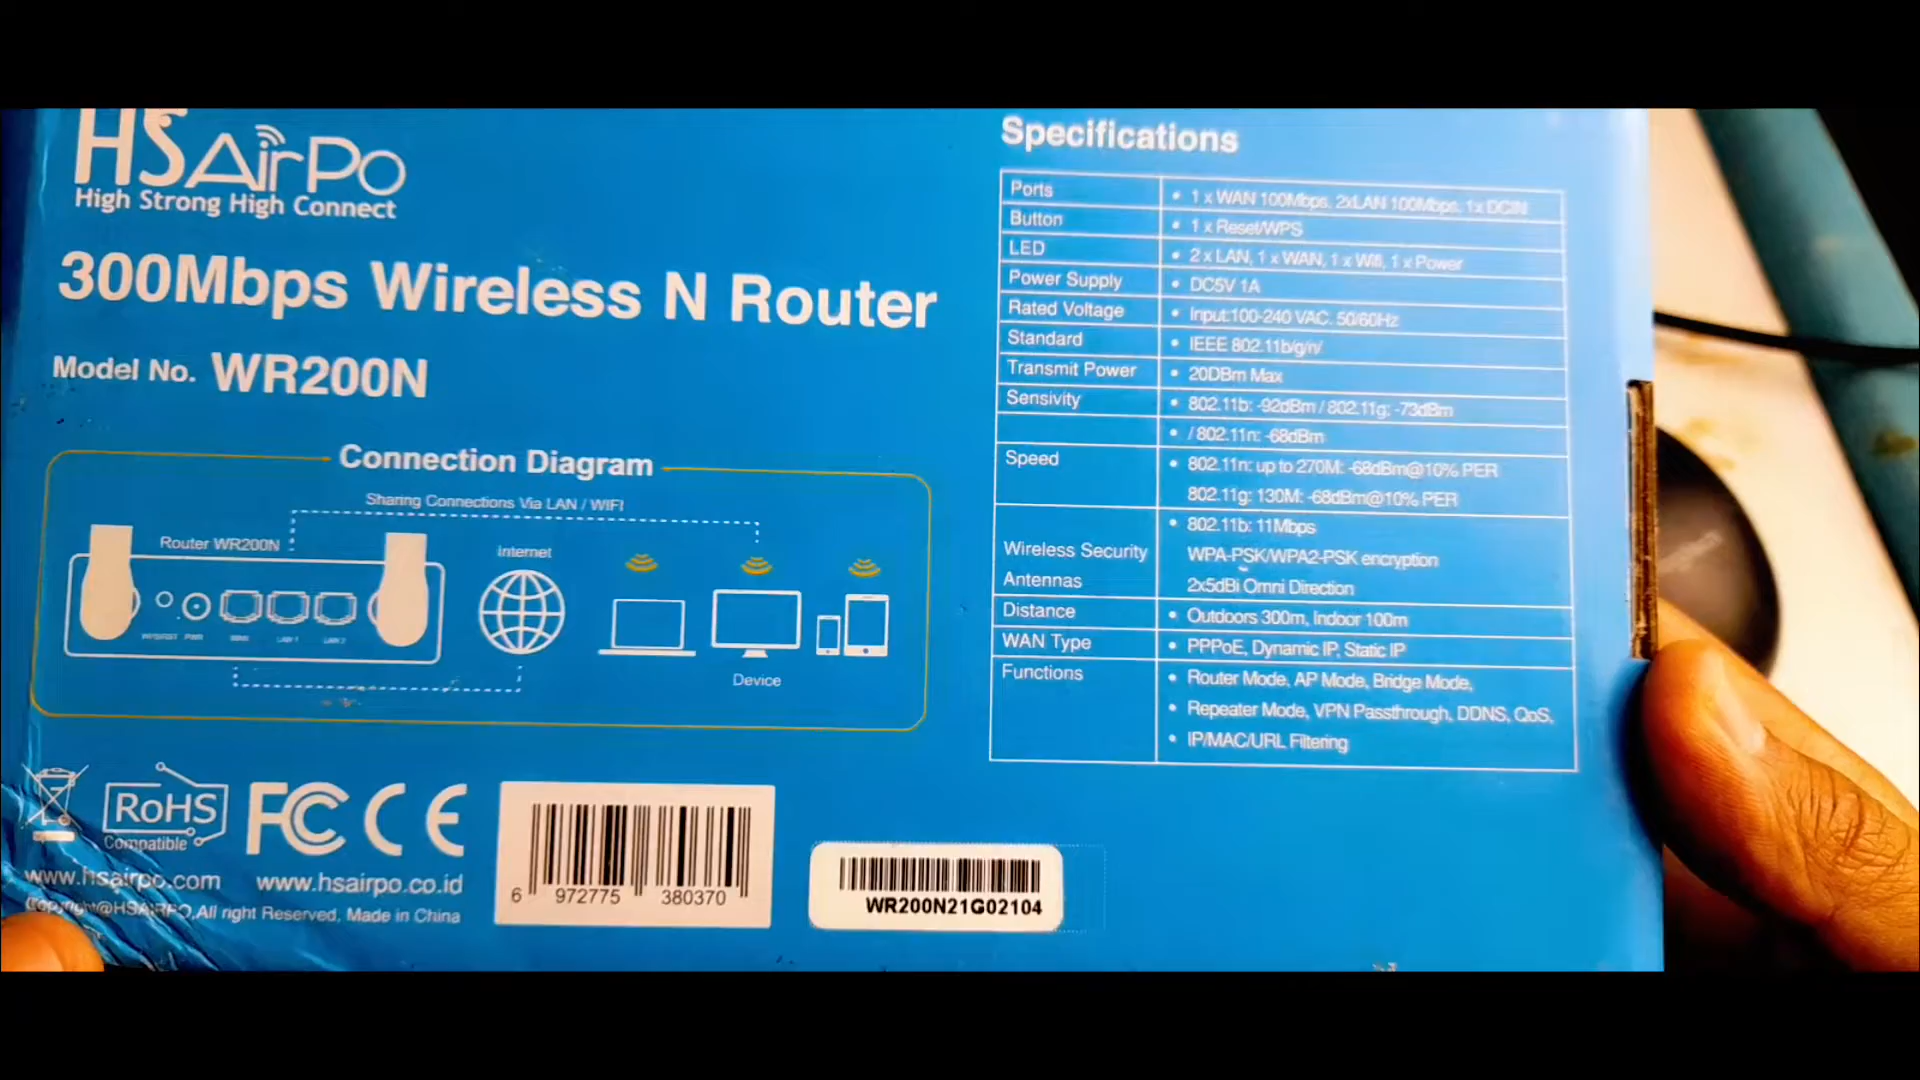 HSAirPo
High Strong High Connect
300Mbps Wireless N Router
Model No. WR200N
Connection Diagram
Sharing Connections Via LAN / WIFI
Router WR200N
Internet
LAN 1
LAN 2
Device
RoHS
Compatible
FC CE
www.hsairpo.com www.hsairpo.co.id
Copyright@HSAIRPO,All right Reserved, Made in China
6 972775 380370
WR200N21G02104
Specifications
Ports • 1 x WAN 100Mbps, 2xLAN 100Mbps, 1x DCIN
Button • 1 x Reset/WPS
LED • 2 x LAN, 1 x WAN, 1 x Wifi, 1 x Power
Power Supply • DC5V 1A
Rated Voltage • Input:100-240 VAC. 50/60Hz
Standard • IEEE 802.11b/g/n/
Transmit Power • 20DBm Max
Sensivity • 802.11b: -92dBm / 802.11g: -73dBm
• / 802.11n: -68dBm
Speed • 802.11n: up to 270M: -68dBm@10% PER
802.11g: 130M: -68dBm@10% PER
• 802.11b: 11Mbps
Wireless Security WPA-PSK/WPA2-PSK encryption
Antennas 2x5dBi Omni Direction
Distance • Outdoors 300m, Indoor 100m
WAN Type • PPPoE, Dynamic IP, Static IP
Functions • Router Mode, AP Mode, Bridge Mode,
• Repeater Mode, VPN Passthrough, DDNS, QoS,
• IP/MAC/URL Filtering